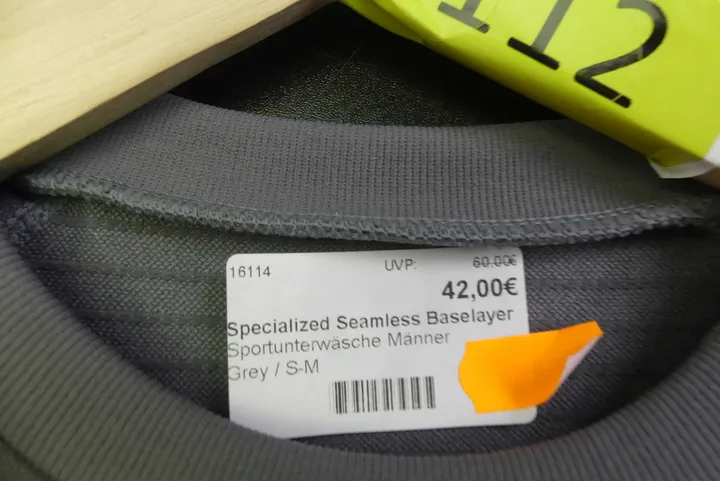 112
16114 UVP: 60,00€
42,00€
Specialized Seamless Baselayer
Sportunterwäsche Männer
Grey / S-M